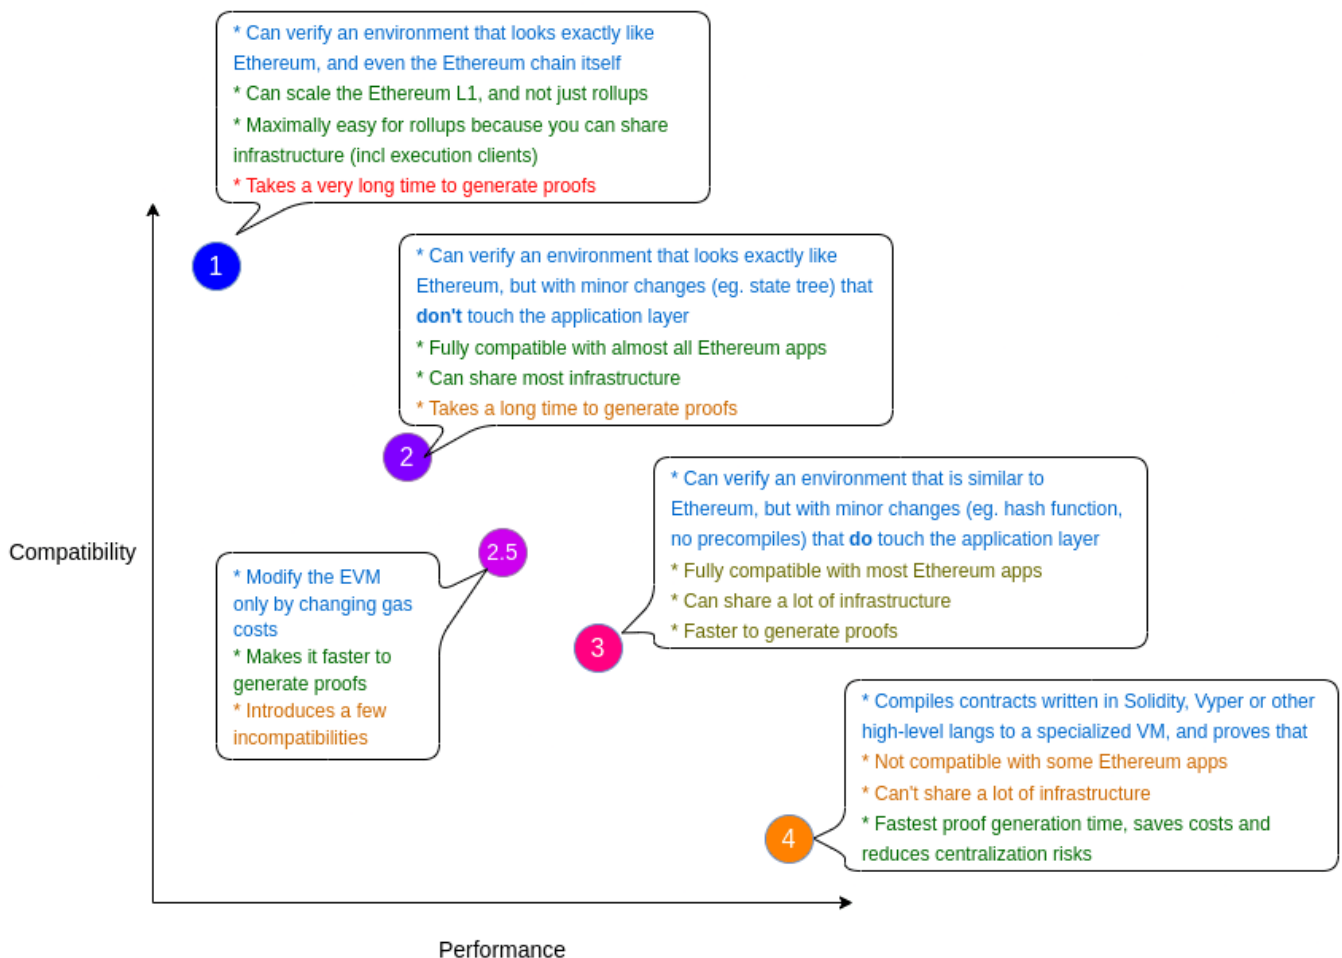 * Can verify an environment that looks exactly like
Ethereum, and even the Ethereum chain itself
* Can scale the Ethereum L1, and not just rollups
* Maximally easy for rollups because you can share
infrastructure (incl execution clients)
* Takes a very long time to generate proofs
1
* Can verify an environment that looks exactly like
Ethereum, but with minor changes (eg. state tree) that
don't touch the application layer
* Fully compatible with almost all Ethereum apps
* Can share most infrastructure
* Takes a long time to generate proofs
2
* Can verify an environment that is similar to
Ethereum, but with minor changes (eg. hash function,
no precompiles) that do touch the application layer
* Fully compatible with most Ethereum apps
* Can share a lot of infrastructure
* Faster to generate proofs
Compatibility
2.5
* Modify the EVM
only by changing gas
costs
* Makes it faster to
generate proofs
* Introduces a few
incompatibilities
3
* Compiles contracts written in Solidity, Vyper or other
high-level langs to a specialized VM, and proves that
* Not compatible with some Ethereum apps
* Can't share a lot of infrastructure
* Fastest proof generation time, saves costs and
reduces centralization risks
4
Performance